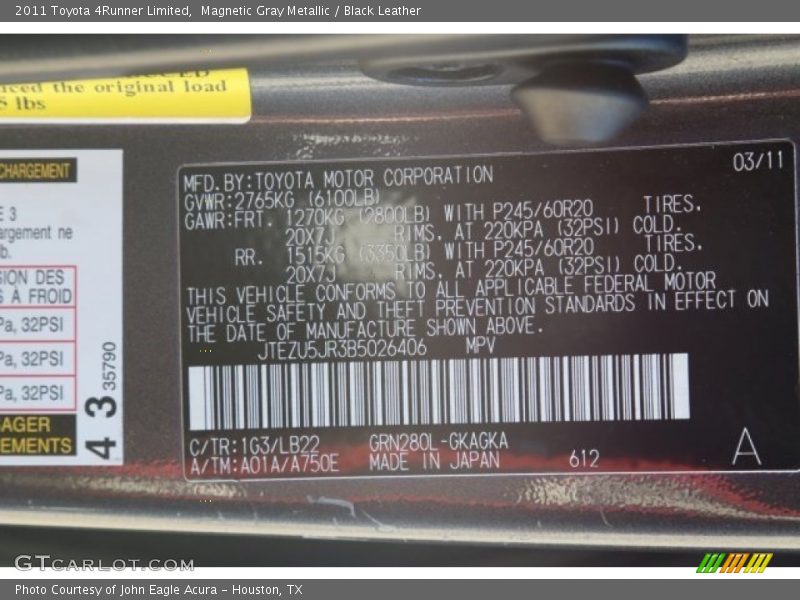 2011 Toyota 4Runner Limited,  Magnetic Gray Metallic / Black Leather
the original load
5 lbs
CHARGEMENT
E 3
argement ne
lb.
SION DES
S À FROID
Pa, 32PSI
Pa, 32PSI
Pa, 32PSI
AGER
EMENTS
4 3 35790
03/11
MFD.BY:TOYOTA MOTOR CORPORATION
GVWR:2765KG (6100LB)
GAWR:FRT. 1270KG (2800LB) WITH P245/60R20 TIRES.
20X7J RIMS. AT 220KPA (32PSI) COLD.
RR. 1515KG (3350LB) WITH P245/60R20 TIRES.
20X7J RIMS. AT 220KPA (32PSI) COLD.
THIS VEHICLE CONFORMS TO ALL APPLICABLE FEDERAL MOTOR
VEHICLE SAFETY AND THEFT PREVENTION STANDARDS IN EFFECT ON
THE DATE OF MANUFACTURE SHOWN ABOVE.
JTEZU5JR3B5026406 MPV
C/TR:1G3/LB22 GRN280L-GKAGKA
A/TM:A01A/A750E MADE IN JAPAN 612 A
GTCARLOT.COM
Photo Courtesy of John Eagle Acura - Houston, TX